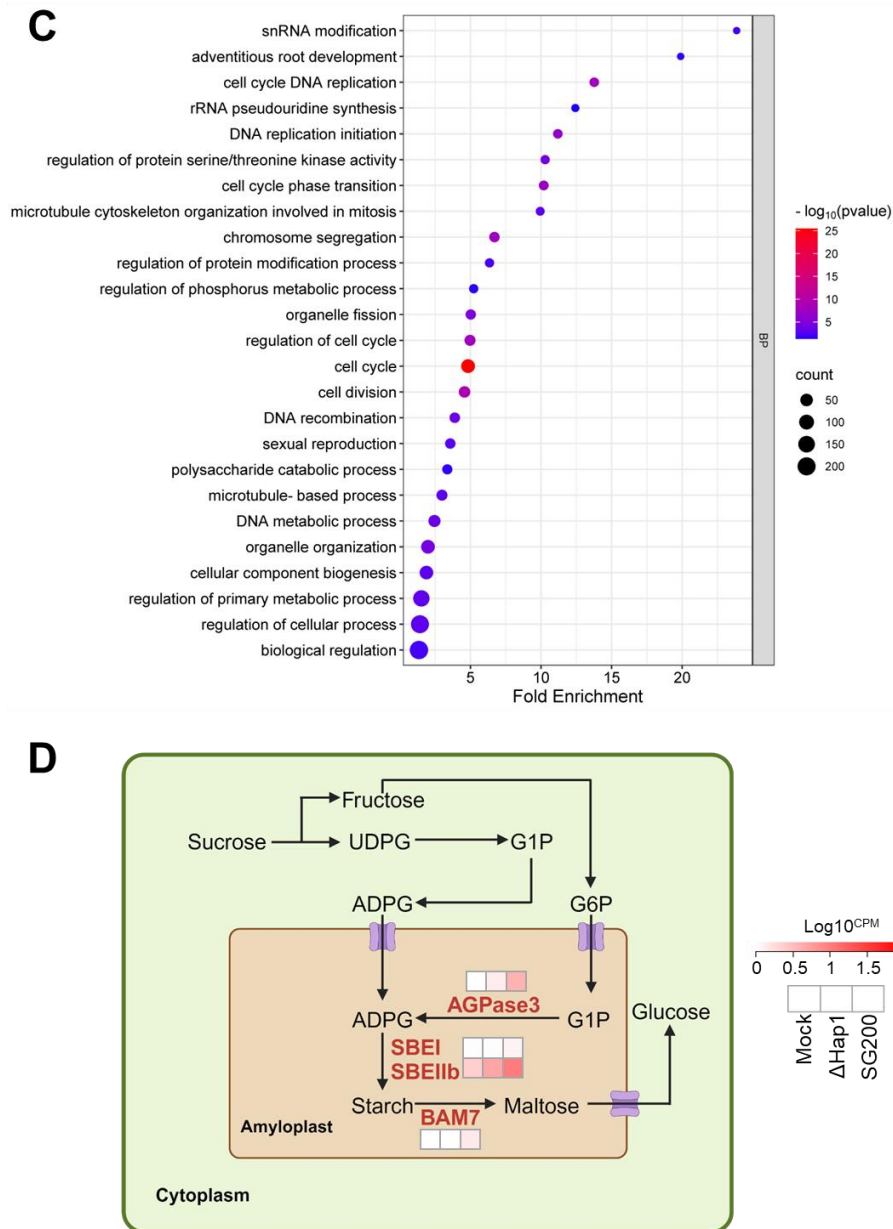 C
snRNA modification
adventitious root development
cell cycle DNA replication
rRNA pseudouridine synthesis
DNA replication initiation
regulation of protein serine/threonine kinase activity
cell cycle phase transition
microtubule cytoskeleton organization involved in mitosis
chromosome segregation
regulation of protein modification process
regulation of phosphorus metabolic process
organelle fission
regulation of cell cycle
cell cycle
cell division
DNA recombination
sexual reproduction
polysaccharide catabolic process
microtubule- based process
DNA metabolic process
organelle organization
cellular component biogenesis
regulation of primary metabolic process
regulation of cellular process
biological regulation
5 10 15 20
Fold Enrichment
BP
- log10(pvalue)
25
20
15
10
5
count
50
100
150
200
D
Fructose
Sucrose UDPG G1P
ADPG G6P
AGPase3
ADPG G1P Glucose
SBEI
SBEIIb
Starch Maltose
BAM7
Amyloplast
Cytoplasm
Log10CPM
0 0.5 1 1.5
Mock
ΔHap1
SG200